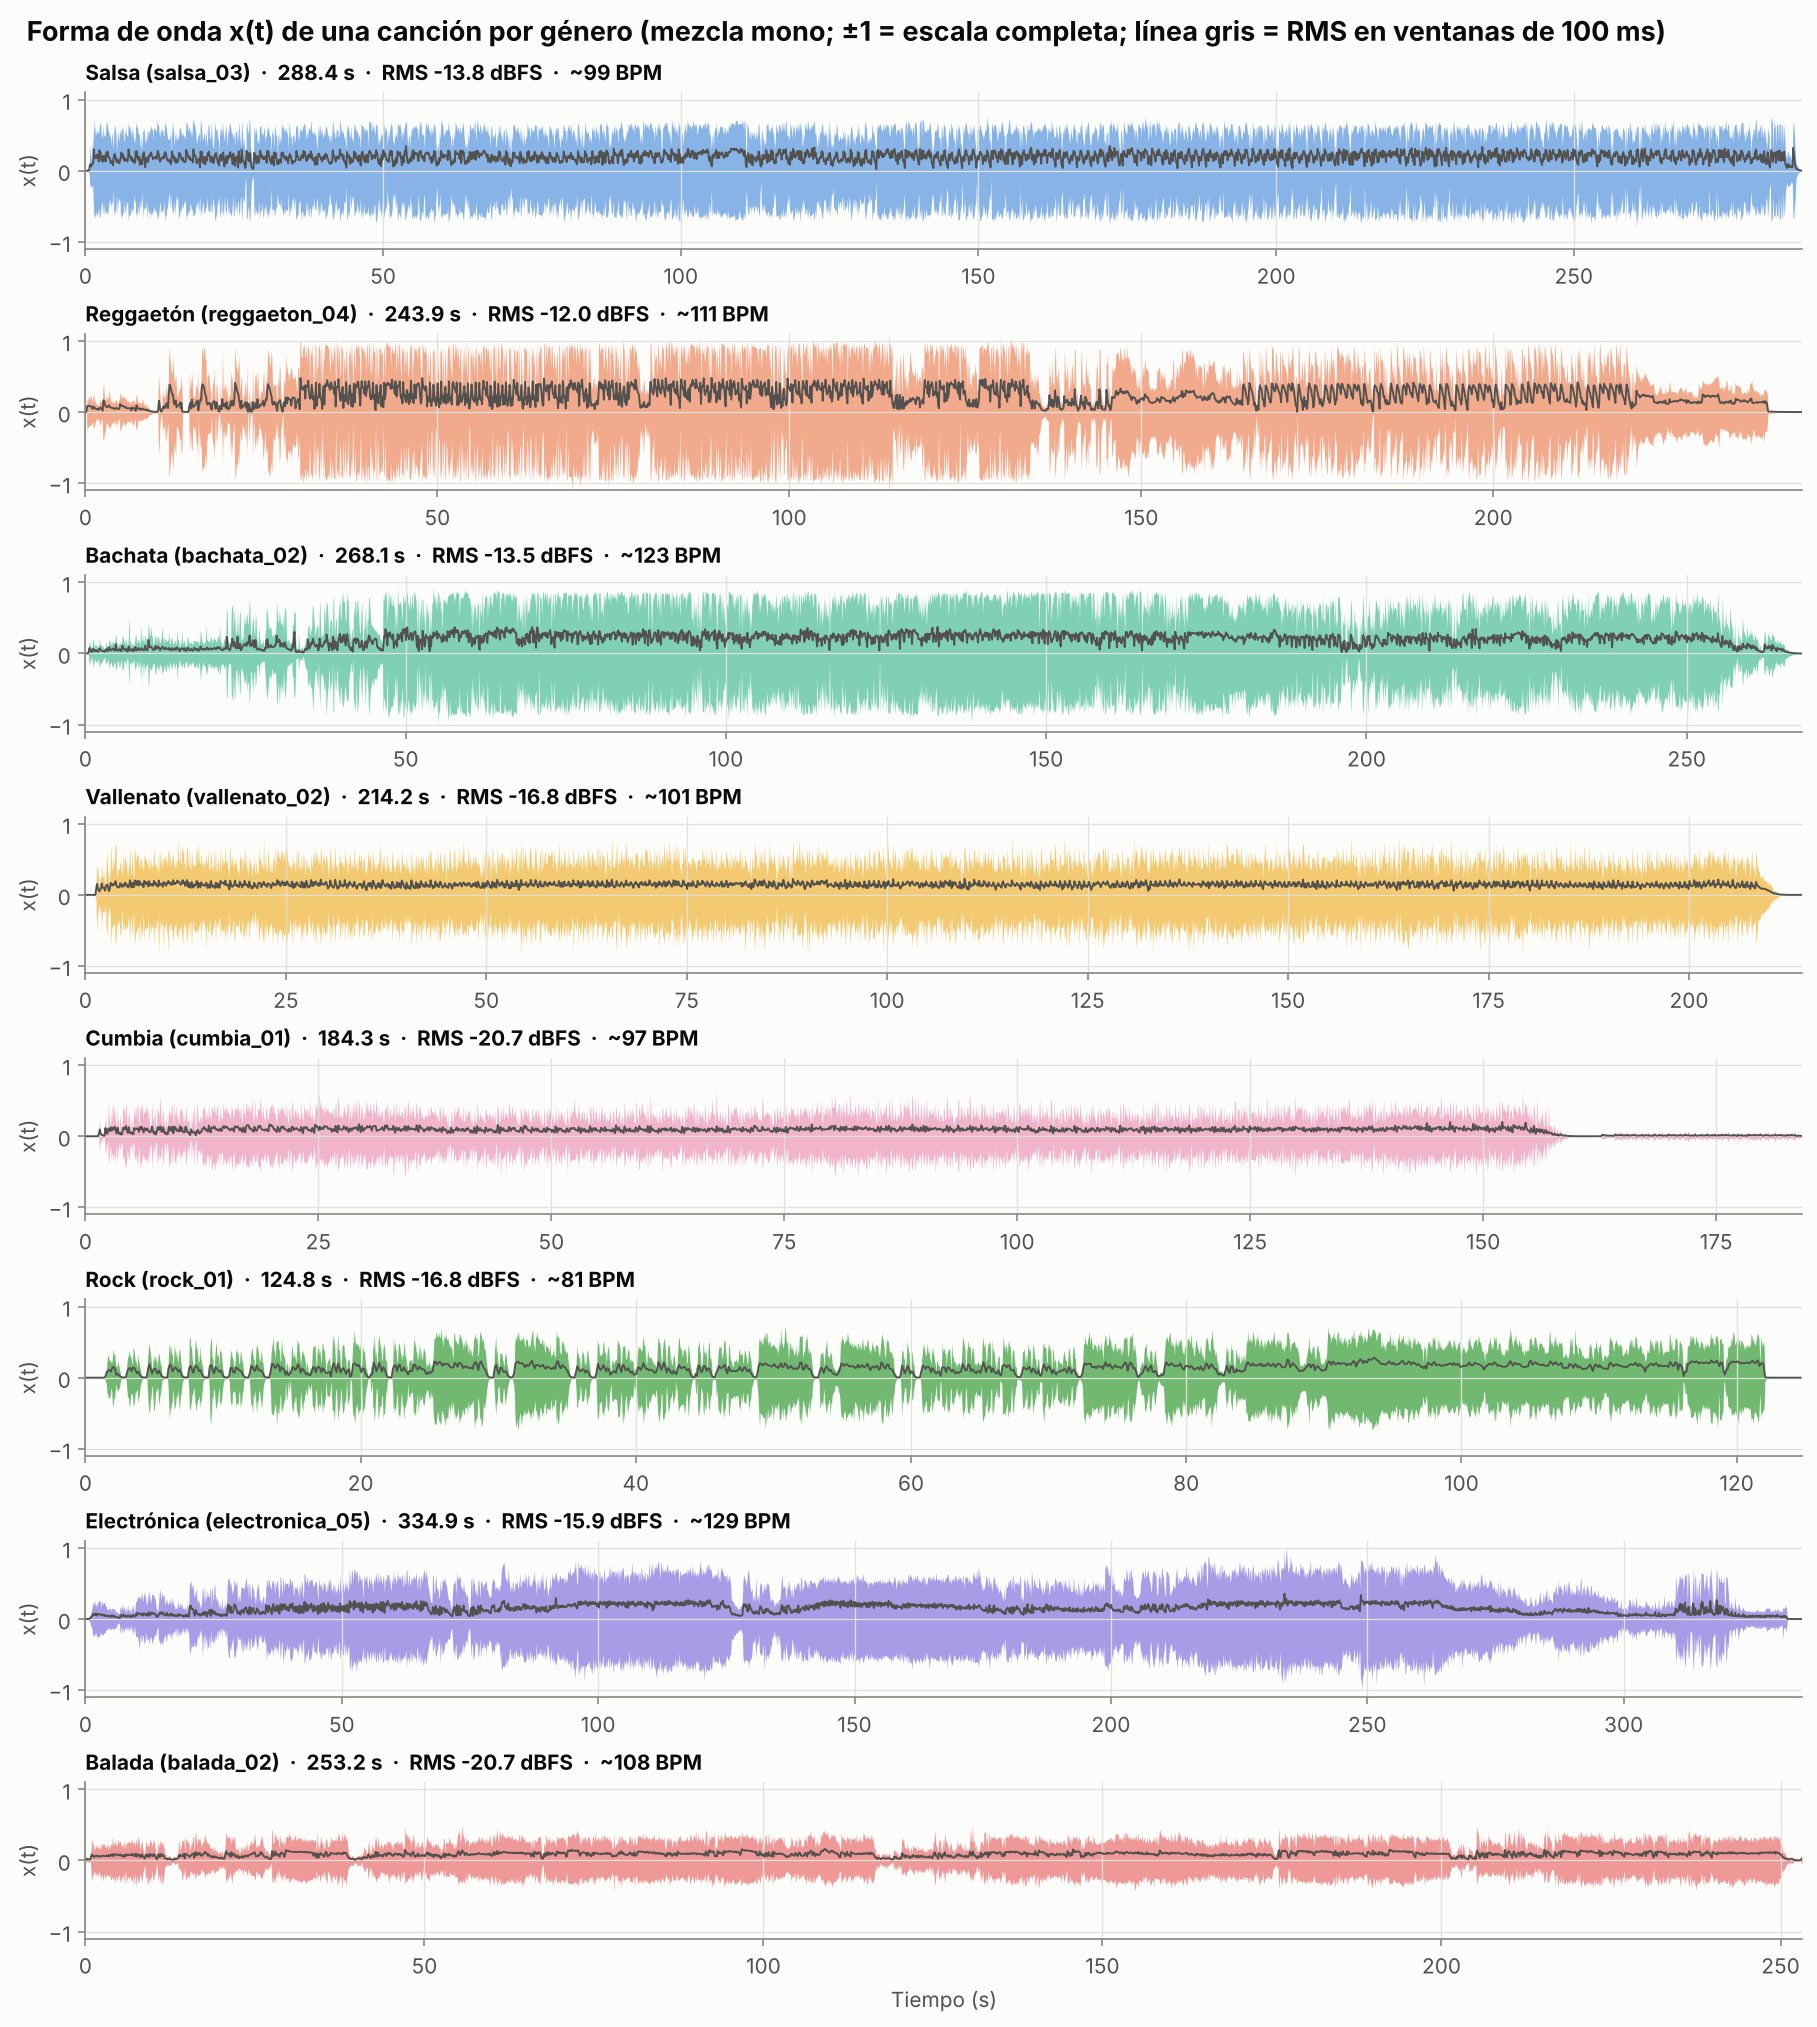 Forma de onda x(t) de una canción por género (mezcla mono; ±1 = escala completa; línea gris = RMS en ventanas de 100 ms)
Salsa (salsa_03) · 288.4 s · RMS -13.8 dBFS · ~99 BPM
1
x(t)
0
−1
0 50 100 150 200 250
Reggaetón (reggaeton_04) · 243.9 s · RMS -12.0 dBFS · ~111 BPM
1
x(t)
0
−1
0 50 100 150 200
Bachata (bachata_02) · 268.1 s · RMS -13.5 dBFS · ~123 BPM
1
x(t)
0
−1
0 50 100 150 200 250
Vallenato (vallenato_02) · 214.2 s · RMS -16.8 dBFS · ~101 BPM
1
x(t)
0
−1
0 25 50 75 100 125 150 175 200
Cumbia (cumbia_01) · 184.3 s · RMS -20.7 dBFS · ~97 BPM
1
x(t)
0
−1
0 25 50 75 100 125 150 175
Rock (rock_01) · 124.8 s · RMS -16.8 dBFS · ~81 BPM
1
x(t)
0
−1
0 20 40 60 80 100 120
Electrónica (electronica_05) · 334.9 s · RMS -15.9 dBFS · ~129 BPM
1
x(t)
0
−1
0 50 100 150 200 250 300
Balada (balada_02) · 253.2 s · RMS -20.7 dBFS · ~108 BPM
1
x(t)
0
−1
0 50 100 150 200 250
Tiempo (s)